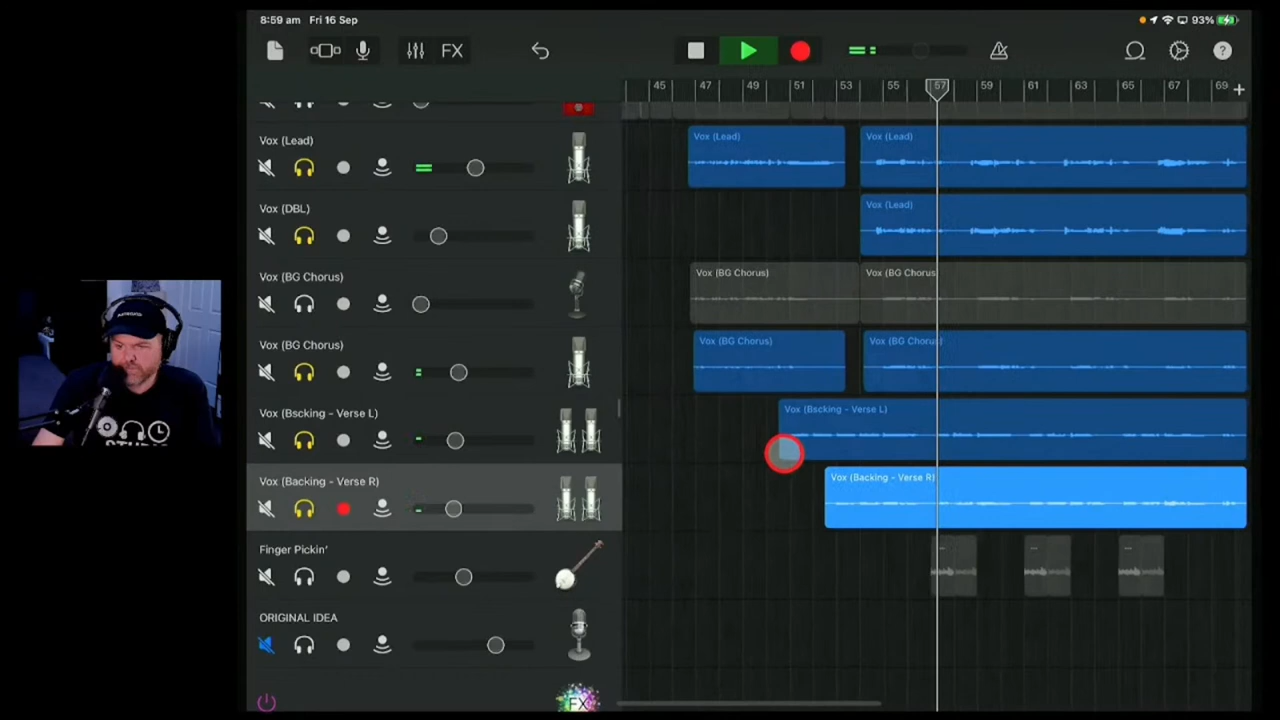 8:59 am Fri 16 Sep
93%
FX
45 47 49 51 53 55 57 59 61 63 65 67 69
Vox (Lead)
Vox (Lead)
Vox (Lead)
Vox (DBL)
Vox (Lead)
Vox (BG Chorus)
Vox (BG Chorus)
Vox (BG Chorus
Vox (BG Chorus)
Vox (BG Chorus)
Vox (BG Chorus)
Vox (Bscking - Verse L)
Vox (Bscking - Verse L)
Vox (Backing - Verse R)
Vox (Backing - Verse R)
Finger Pickin'
ORIGINAL IDEA
FX